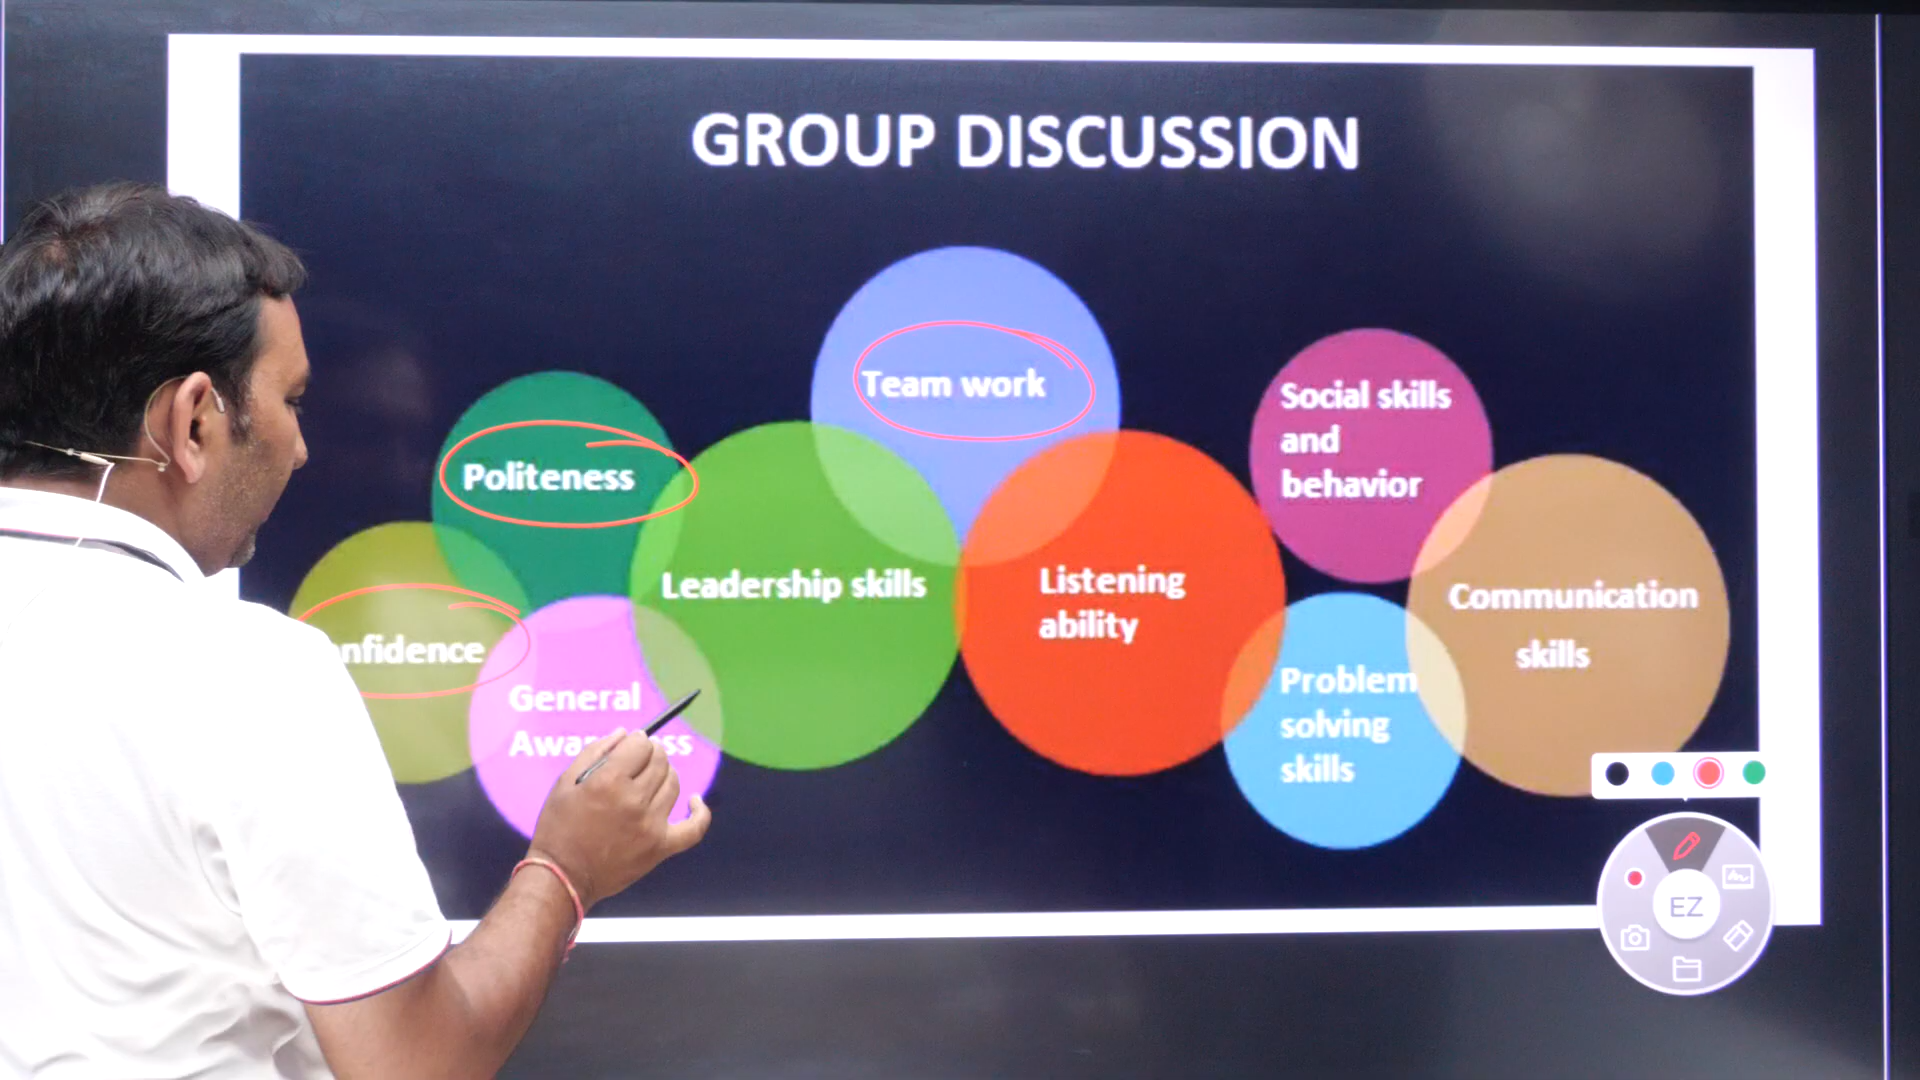 GROUP DISCUSSION
Team work
Politeness
Social skills
and
behavior
Leadership skills
Listening
ability
Communication
skills
nfidence
General
Problem
solving
skills
EZ